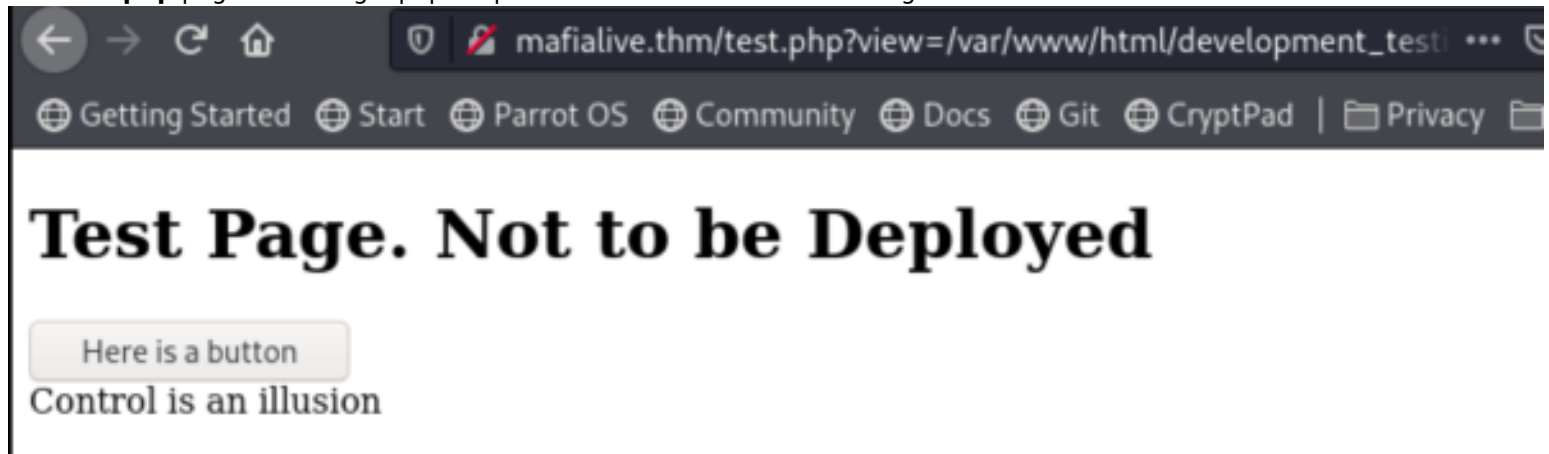 mafialive.thm/test.php?view=/var/www/html/development_testi
Getting Started Start Parrot OS Community Docs Git CryptPad | Privacy
Test Page. Not to be Deployed
Here is a button
Control is an illusion